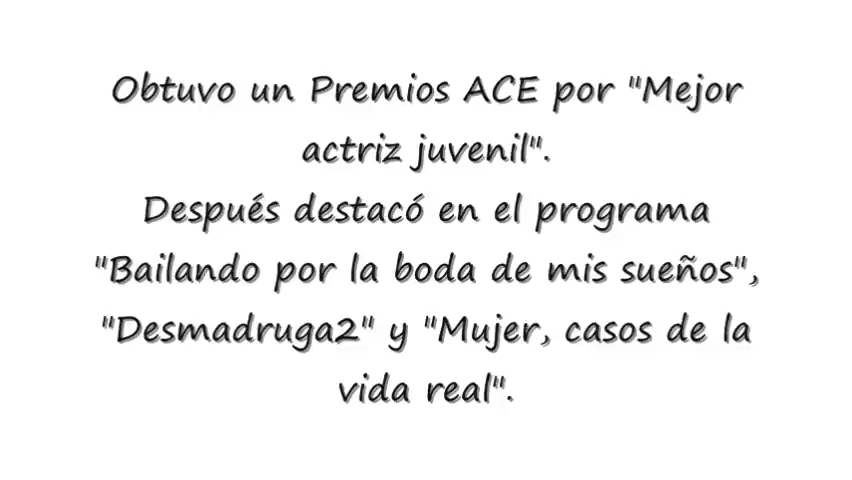 Obtuvo un Premios ACE por "Mejor
actriz juvenil".
Después destacó en el programa
"Bailando por la boda de mis sueños",
"Desmadruga2" y "Mujer, casos de la
vida real".